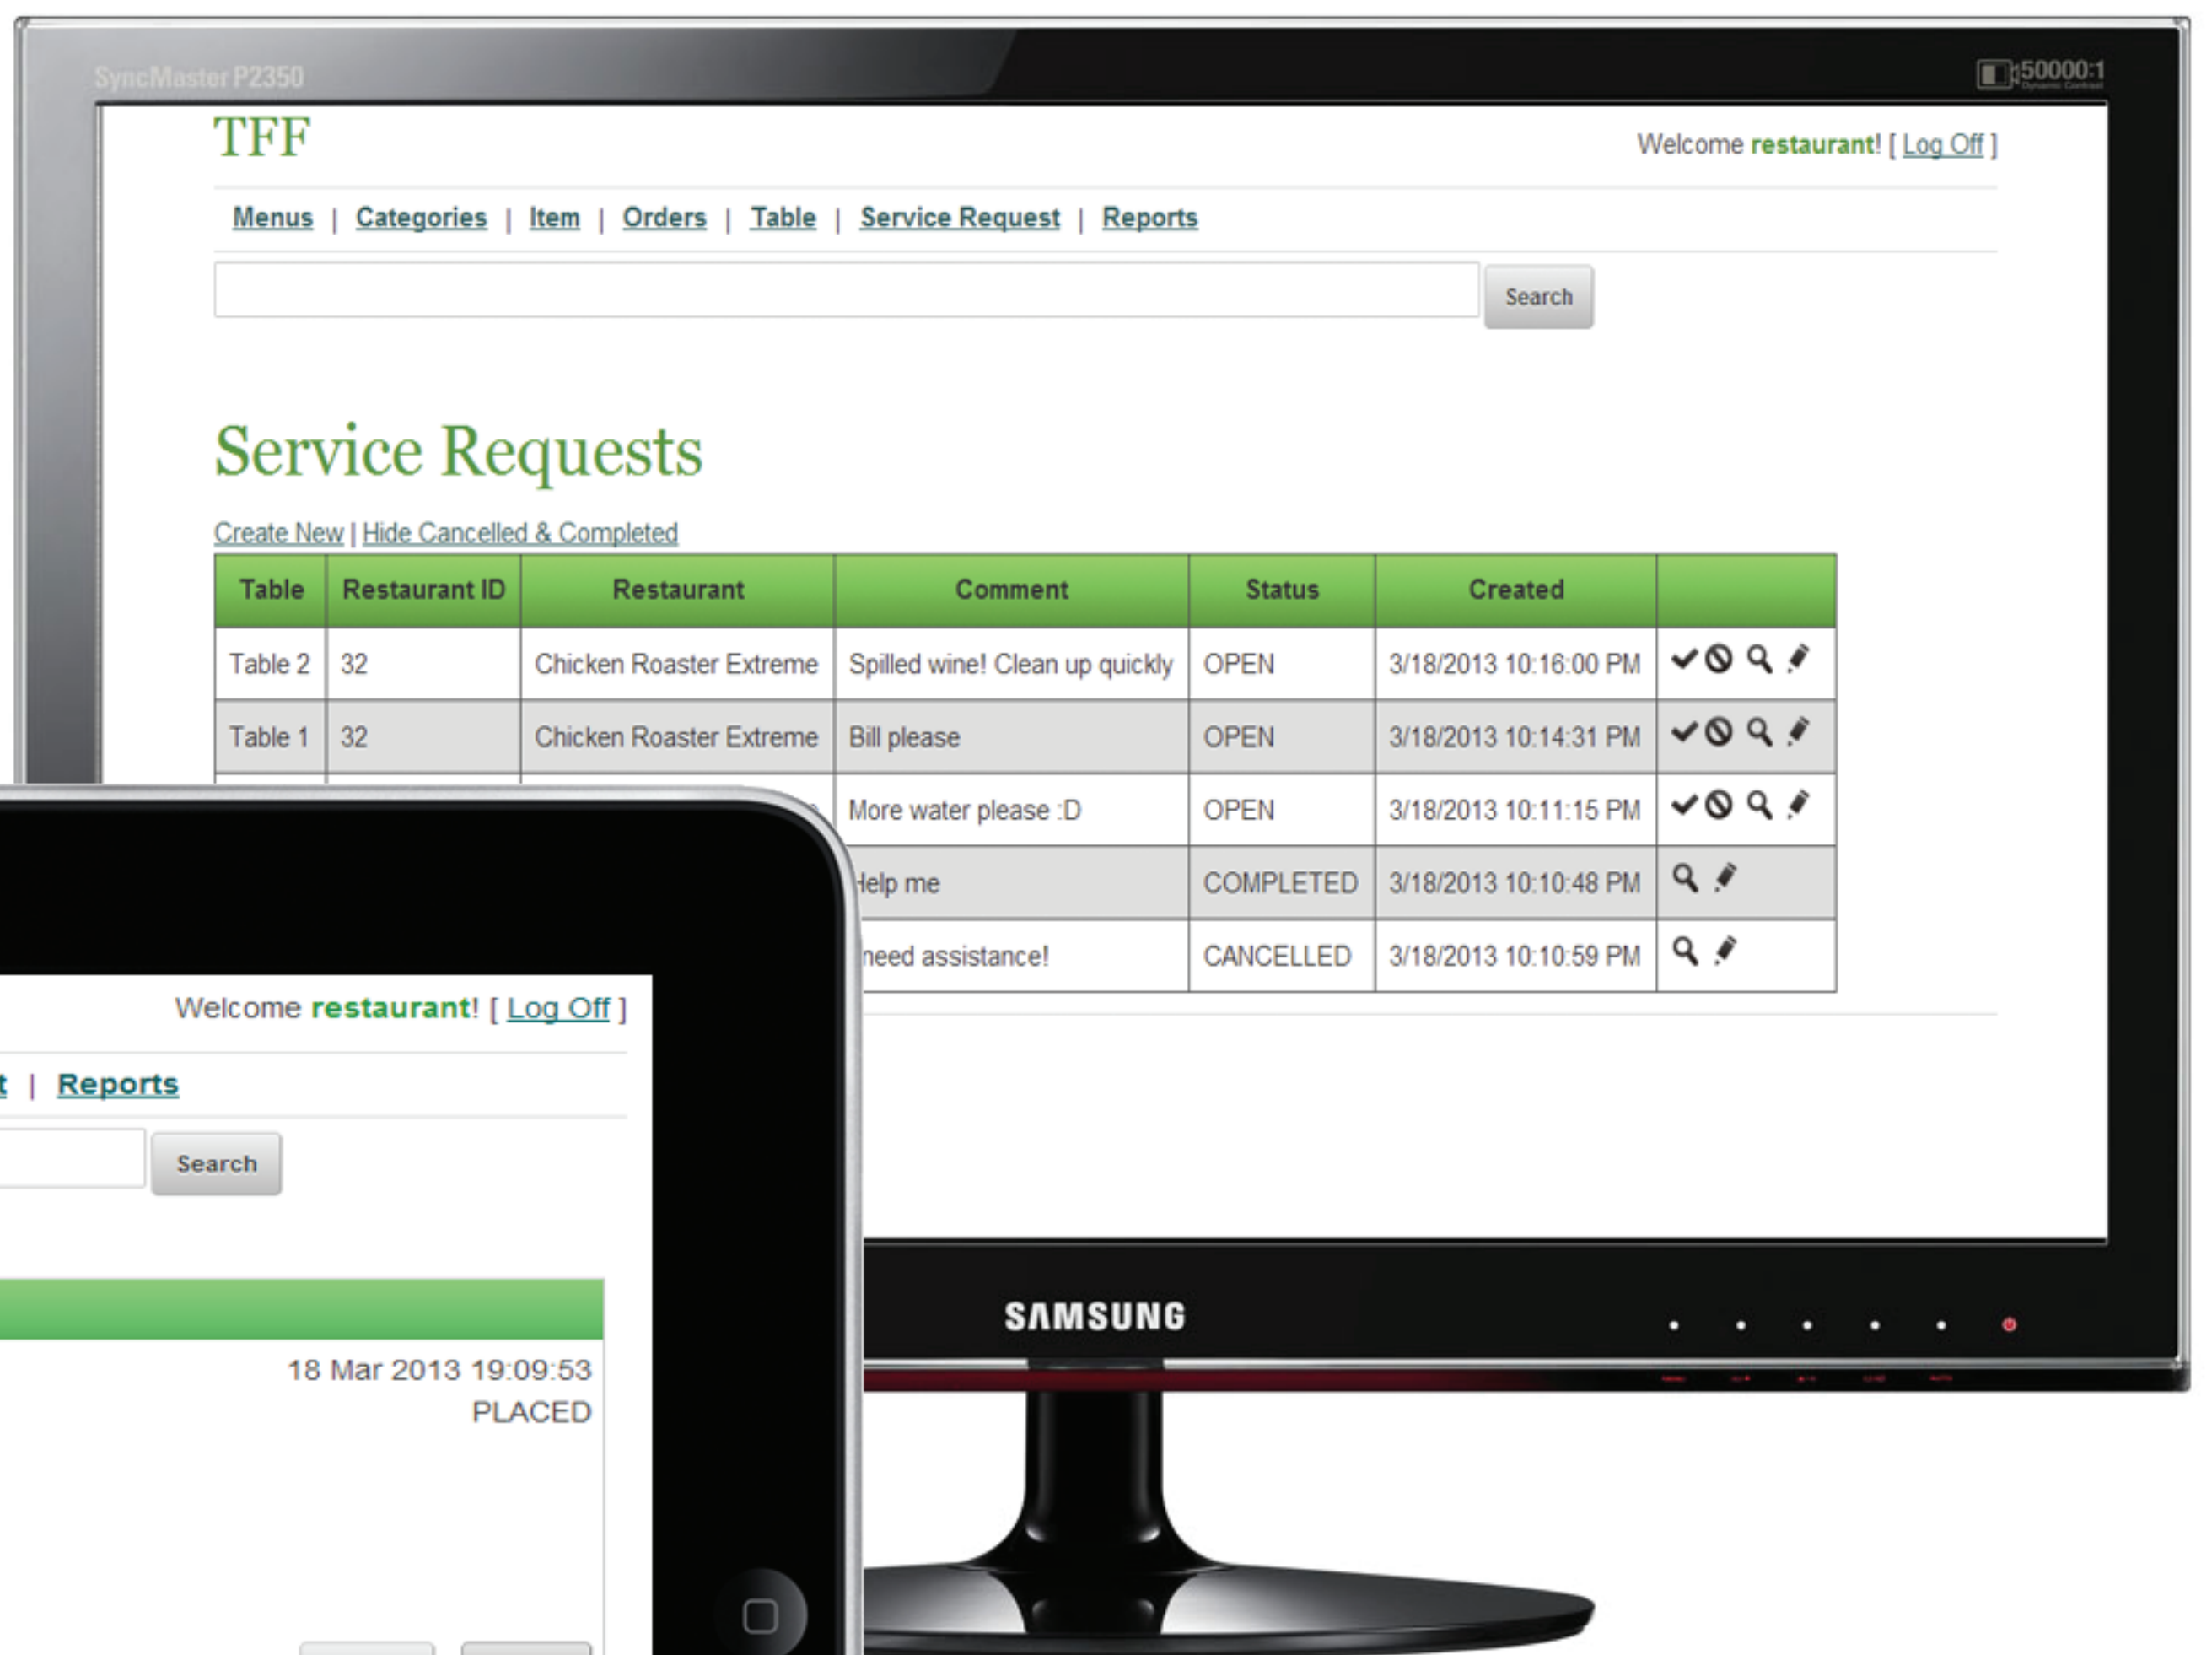 SyncMaster P2350
50000:1
Dynamic Contrast
TFF
Welcome restaurant! [ Log Off ]
Menus | Categories | Item | Orders | Table | Service Request | Reports
Search
Service Requests
Create New | Hide Cancelled & Completed
Table Restaurant ID Restaurant Comment Status Created
Table 2 32 Chicken Roaster Extreme Spilled wine! Clean up quickly OPEN 3/18/2013 10:16:00 PM
Table 1 32 Chicken Roaster Extreme Bill please OPEN 3/18/2013 10:14:31 PM
More water please :D OPEN 3/18/2013 10:11:15 PM
Help me COMPLETED 3/18/2013 10:10:48 PM
need assistance! CANCELLED 3/18/2013 10:10:59 PM
Welcome restaurant! [ Log Off ]
| Reports
Search
18 Mar 2013 19:09:53
PLACED
SAMSUNG